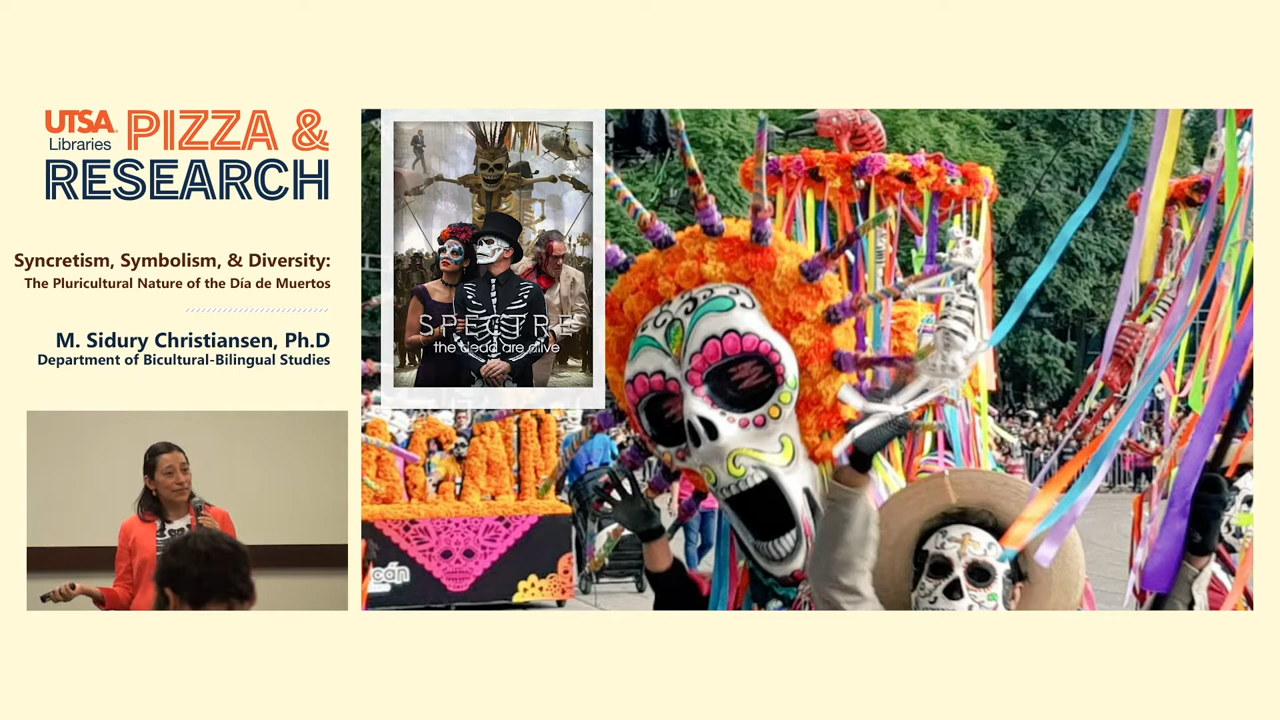 UTSA
Libraries
PIZZA &
RESEARCH
Syncretism, Symbolism, & Diversity:
The Pluricultural Nature of the Día de Muertos
M. Sidury Christiansen, Ph.D
Department of Bicultural-Bilingual Studies
SPECTRE
the dead are alive
cán